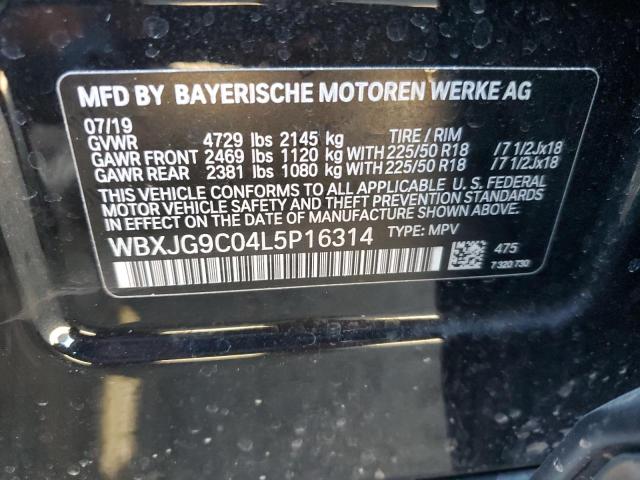 MFD BY BAYERISCHE MOTOREN WERKE AG
07/19
GVWR 4729 lbs 2145 kg TIRE / RIM
GAWR FRONT 2469 lbs 1120 kg WITH 225/50 R18 /7 1/2Jx18
GAWR REAR 2381 lbs 1080 kg WITH 225/50 R18 /7 1/2Jx18
THIS VEHICLE CONFORMS TO ALL APPLICABLE U.S. FEDERAL
MOTOR VEHICLE SAFETY AND THEFT PREVENTION STANDARDS
IN EFFECT ON THE DATE OF MANUFACTURE SHOWN ABOVE.
WBXJG9C04L5P16314 TYPE: MPV
475
7 320 730